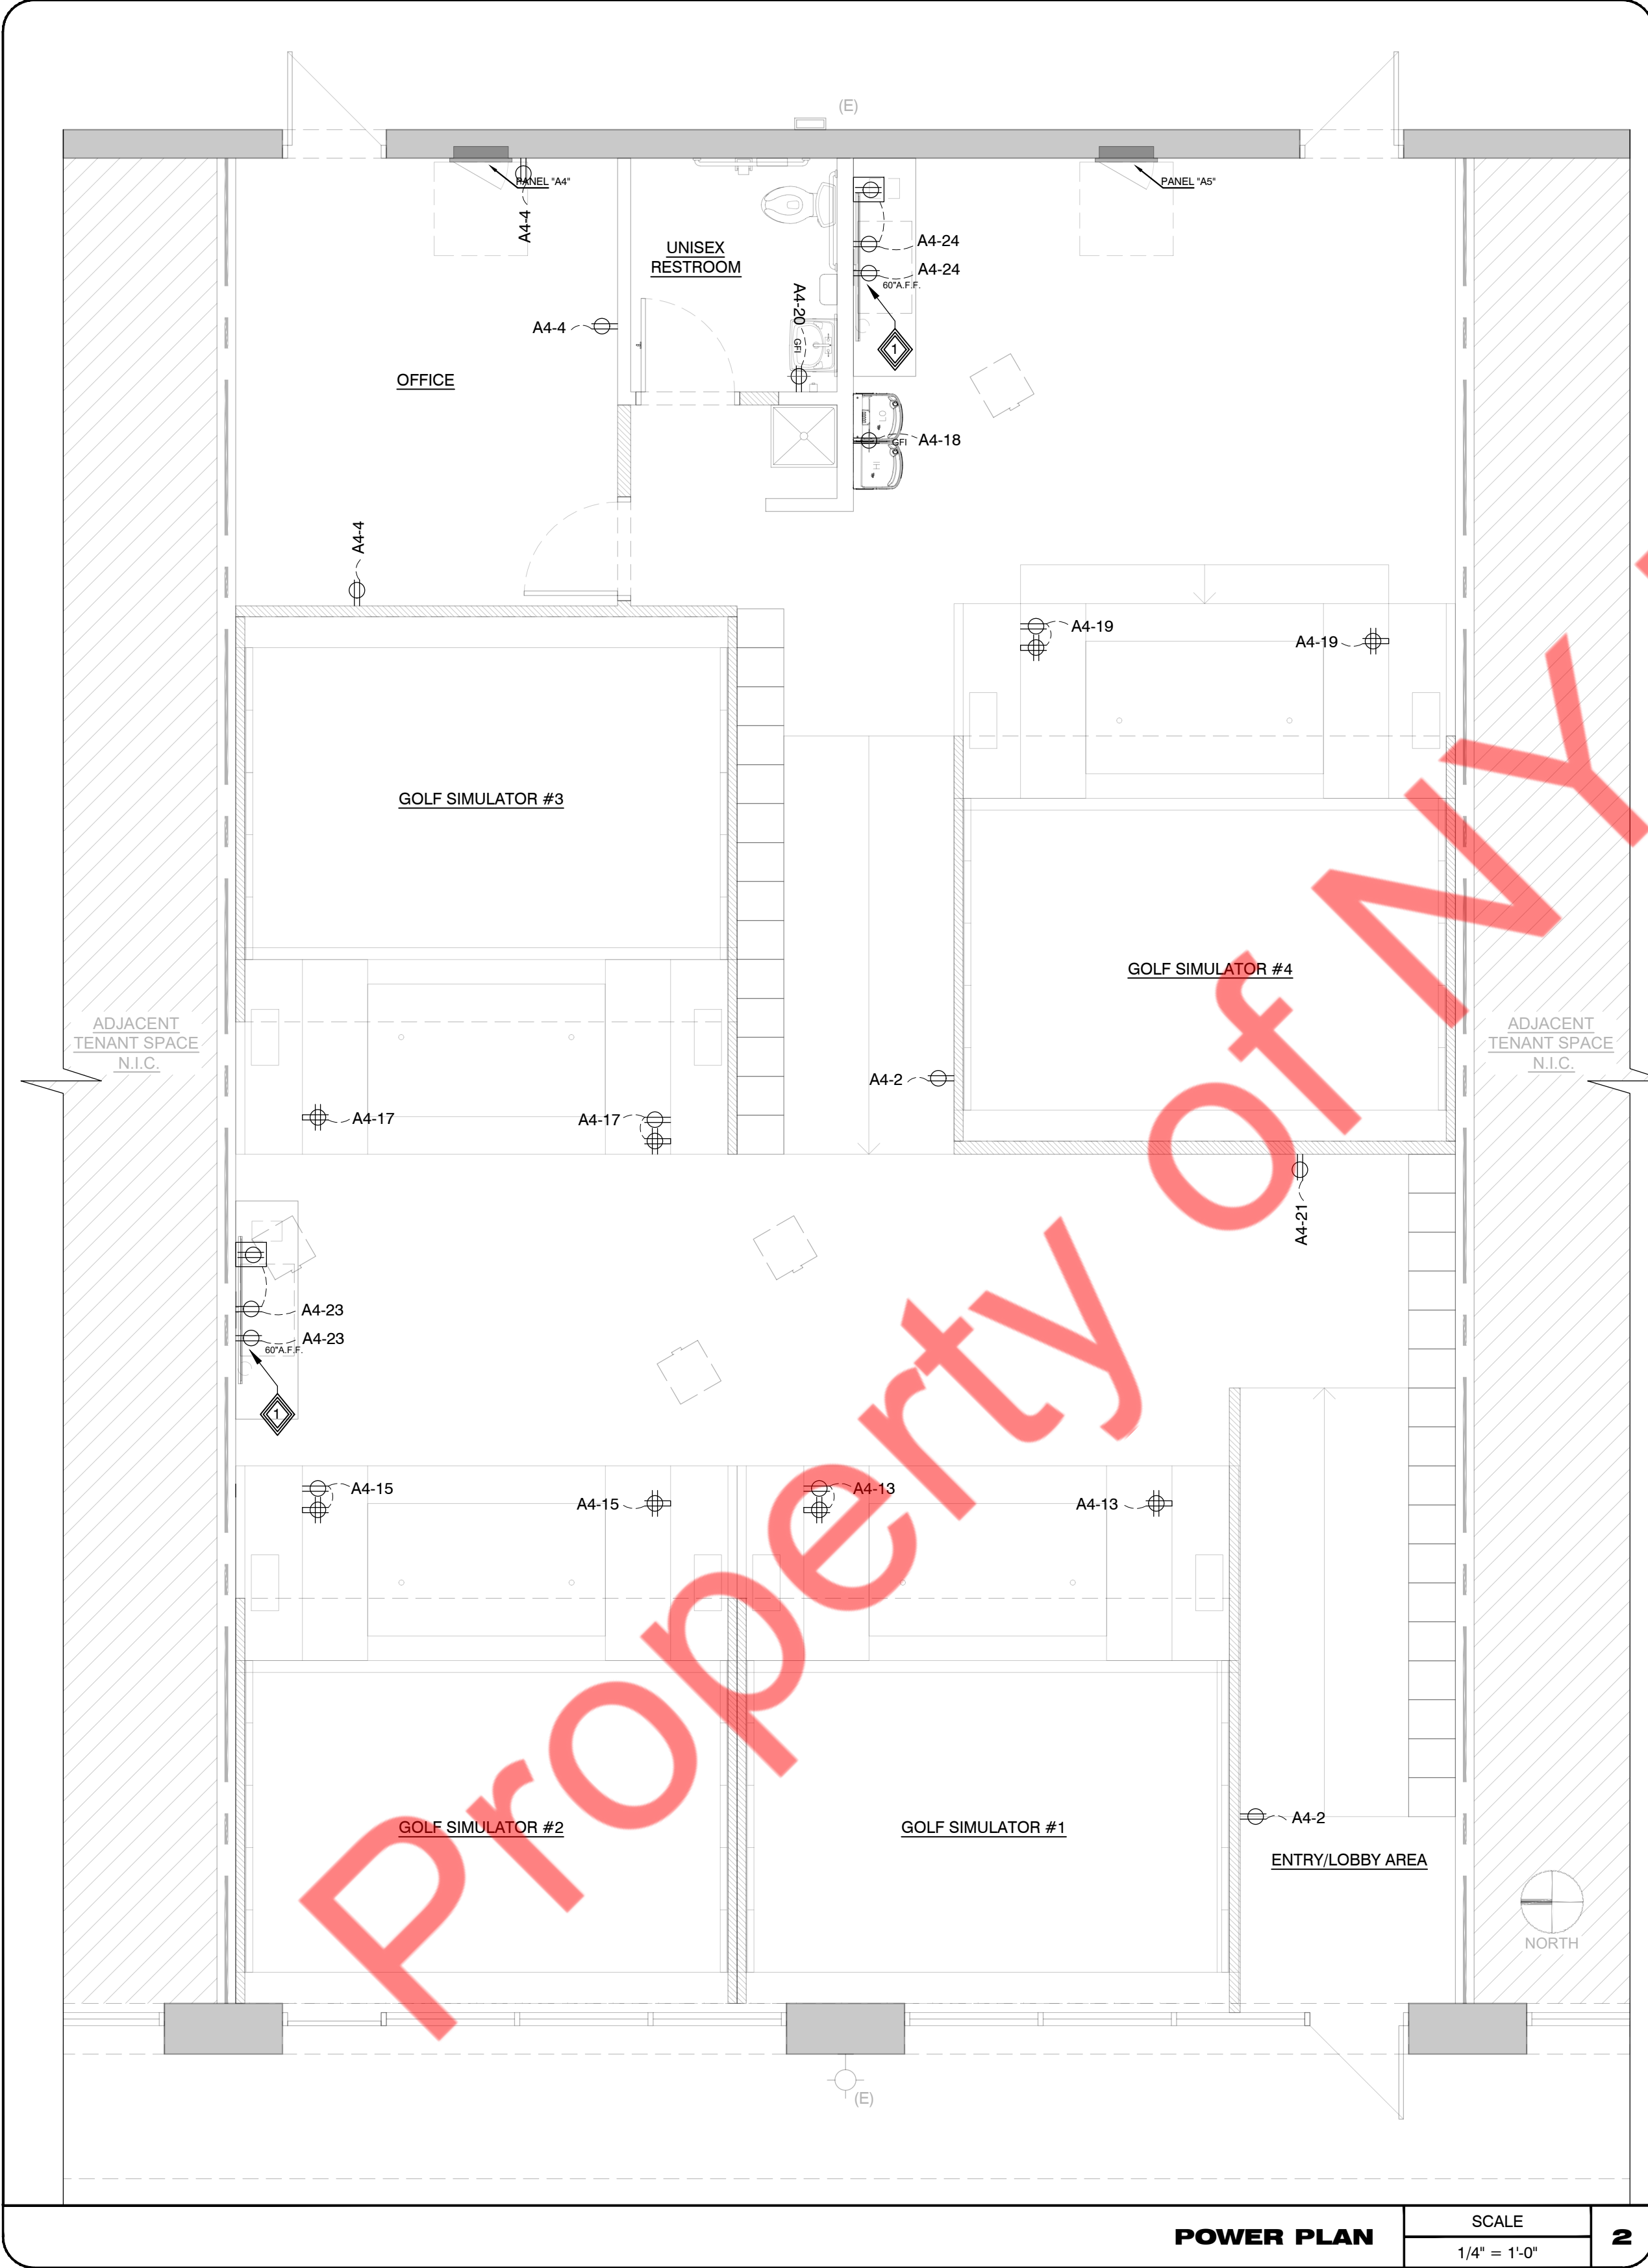 (E)
PANEL "A4"
PANEL "A5"
A4-4
UNISEX
RESTROOM
A4-24
A4-24
60"A.F.F.
A4-20
GFI
A4-4
1
OFFICE
GFI
A4-18
A4-4
A4-19
A4-19
GOLF SIMULATOR #3
GOLF SIMULATOR #4
ADJACENT
TENANT SPACE
N.I.C.
ADJACENT
TENANT SPACE
N.I.C.
A4-2
A4-17
A4-17
A4-21
A4-23
A4-23
60"A.F.F.
1
A4-15
A4-15
A4-13
A4-13
GOLF SIMULATOR #2
GOLF SIMULATOR #1
A4-2
ENTRY/LOBBY AREA
NORTH
(E)
Property of NY
POWER PLAN
SCALE
1/4" = 1'-0"
2